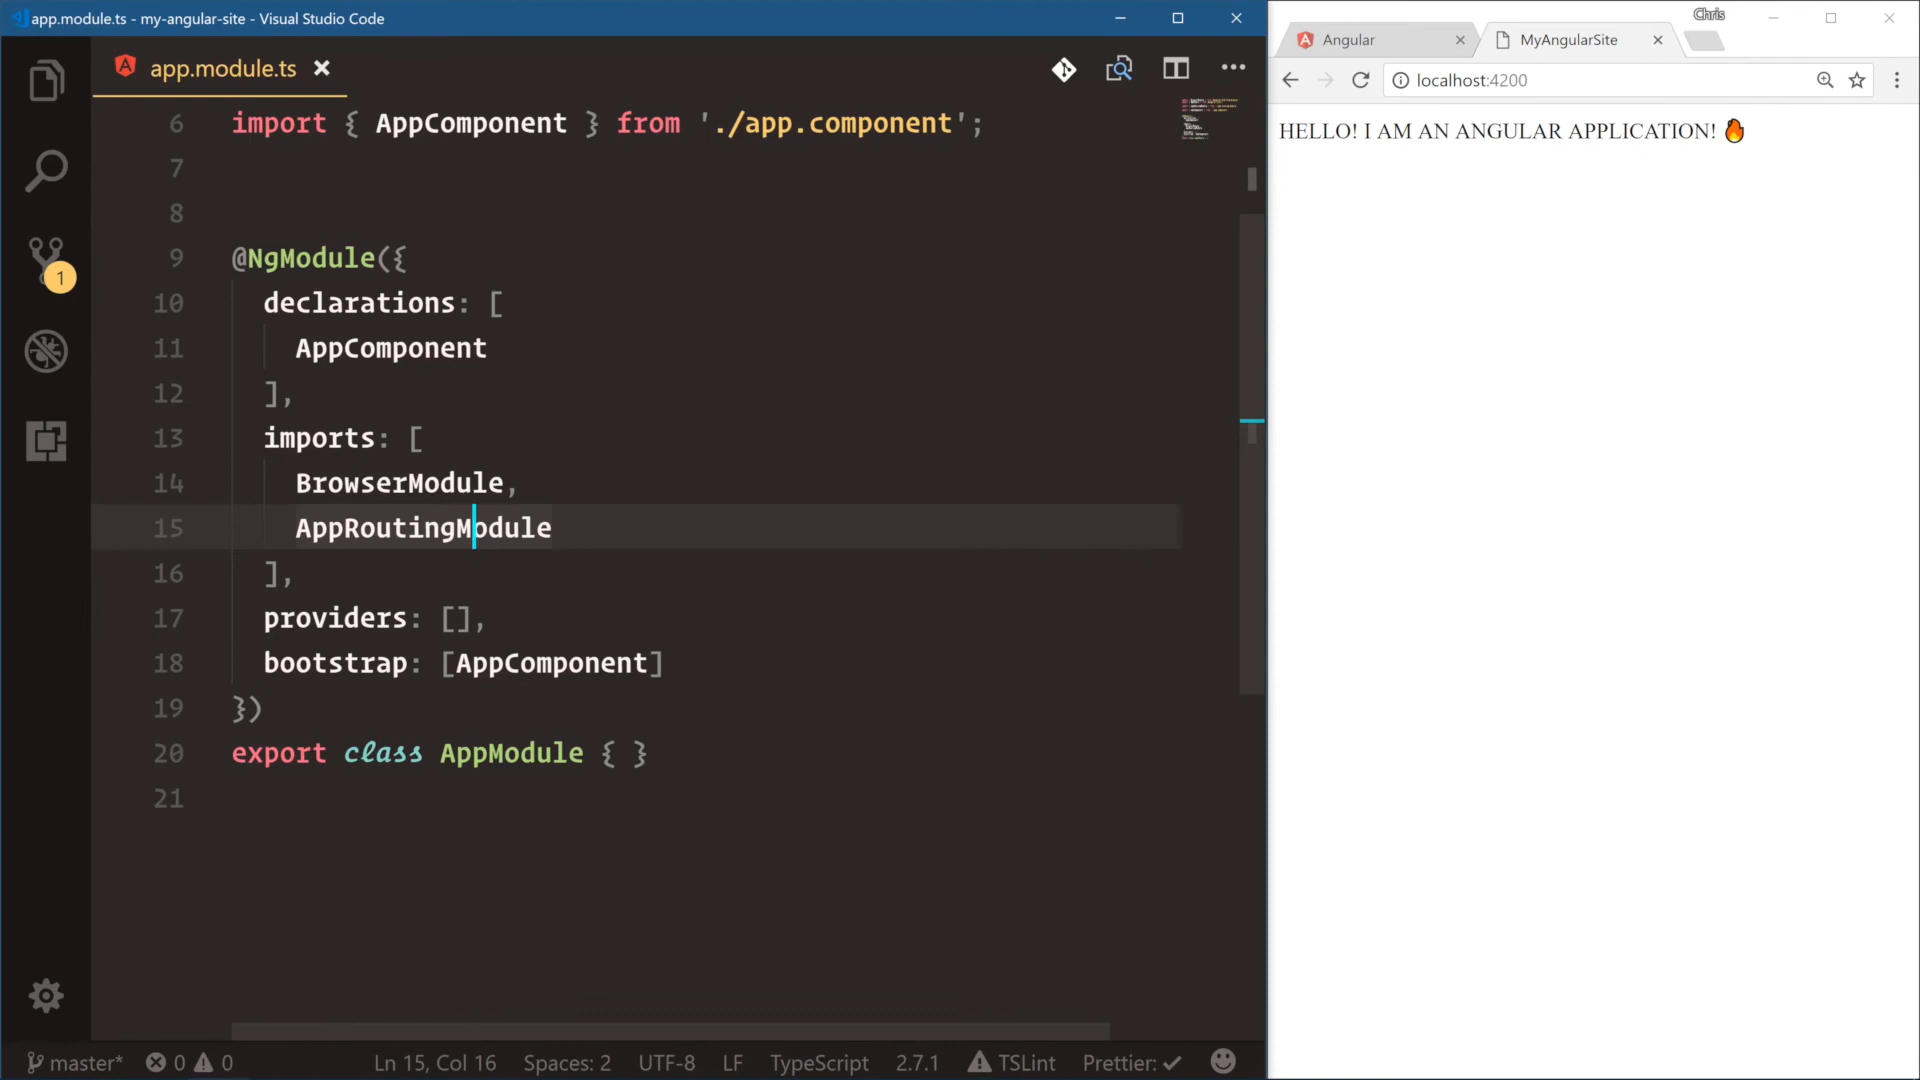 app.module.ts - my-angular-site - Visual Studio Code
app.module.ts
6 import { AppComponent } from './app.component';
7
8
9 @NgModule({
10 declarations: [
11 AppComponent
12 ],
13 imports: [
14 BrowserModule,
15 AppRoutingModule
16 ],
17 providers: [],
18 bootstrap: [AppComponent]
19 })
20 export class AppModule { }
21
1
master* 0 0 Ln 15, Col 16 Spaces: 2 UTF-8 LF TypeScript 2.7.1 TSLint Prettier: ✓
Chris
Angular MyAngularSite
localhost:4200
HELLO! I AM AN ANGULAR APPLICATION! 🔥